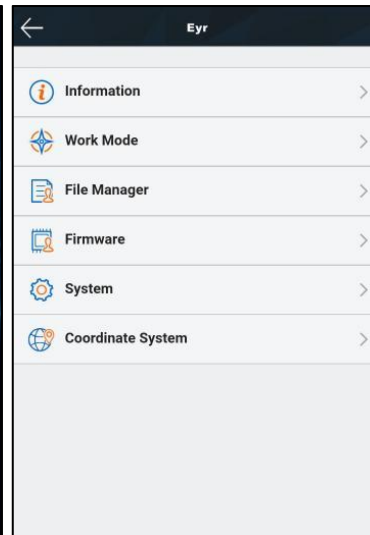 Eyr
Information
Work Mode
File Manager
Firmware
System
Coordinate System